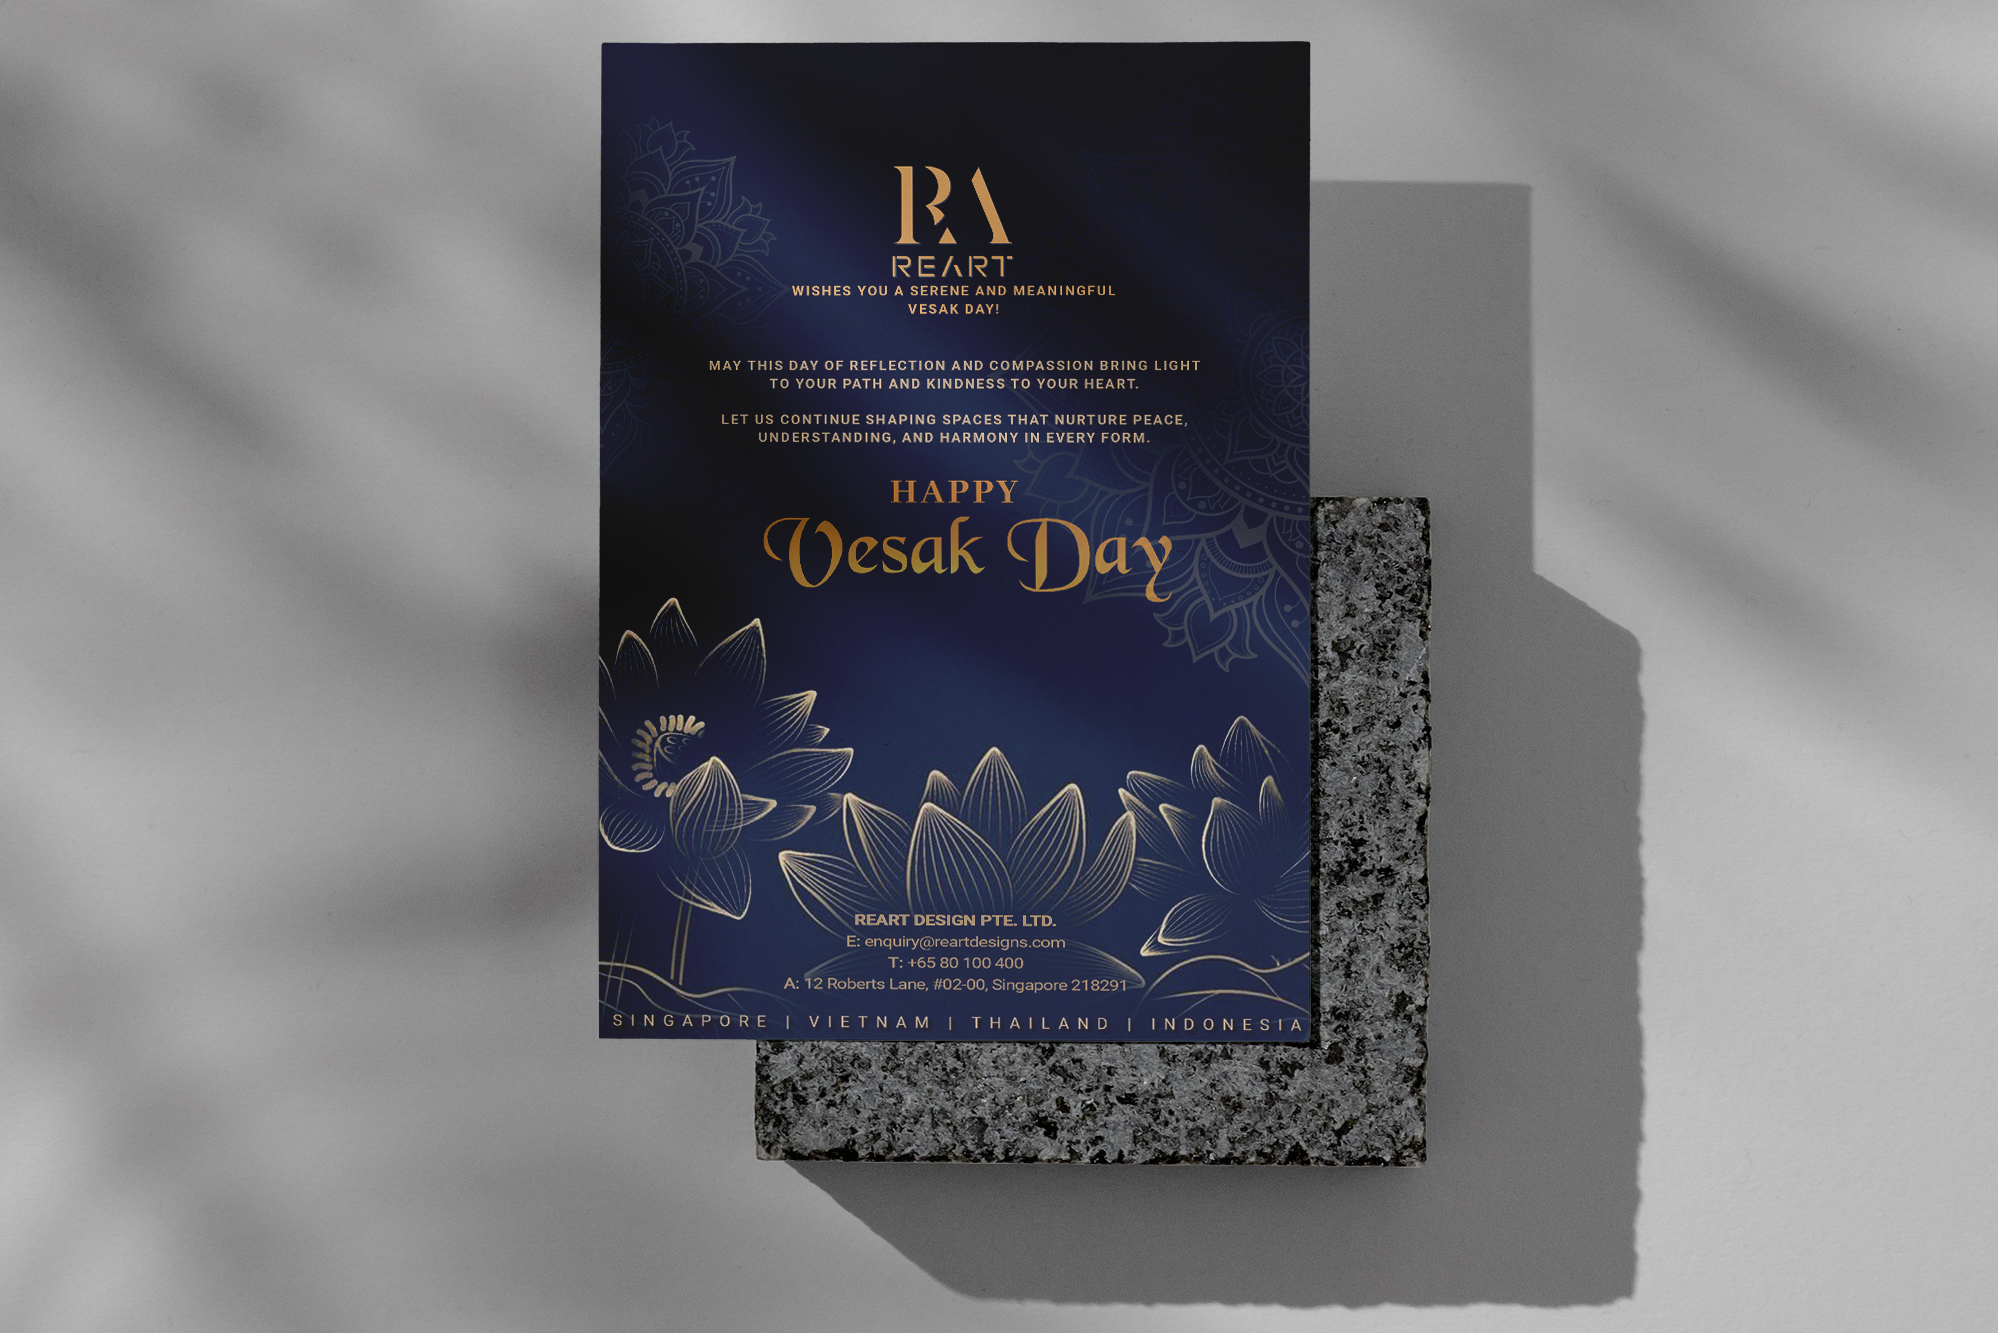 RA
REART
WISHES YOU A SERENE AND MEANINGFUL
VESAK DAY!
MAY THIS DAY OF REFLECTION AND COMPASSION BRING LIGHT
TO YOUR PATH AND KINDNESS TO YOUR HEART.
LET US CONTINUE SHAPING SPACES THAT NURTURE PEACE,
UNDERSTANDING, AND HARMONY IN EVERY FORM.
HAPPY
Vesak Day
REART DESIGN PTE. LTD.
E: enquiry@reartdesigns.com
T: +65 80 100 400
A: 12 Roberts Lane, #02-00, Singapore 218291
SINGAPORE | VIETNAM | THAILAND | INDONESIA